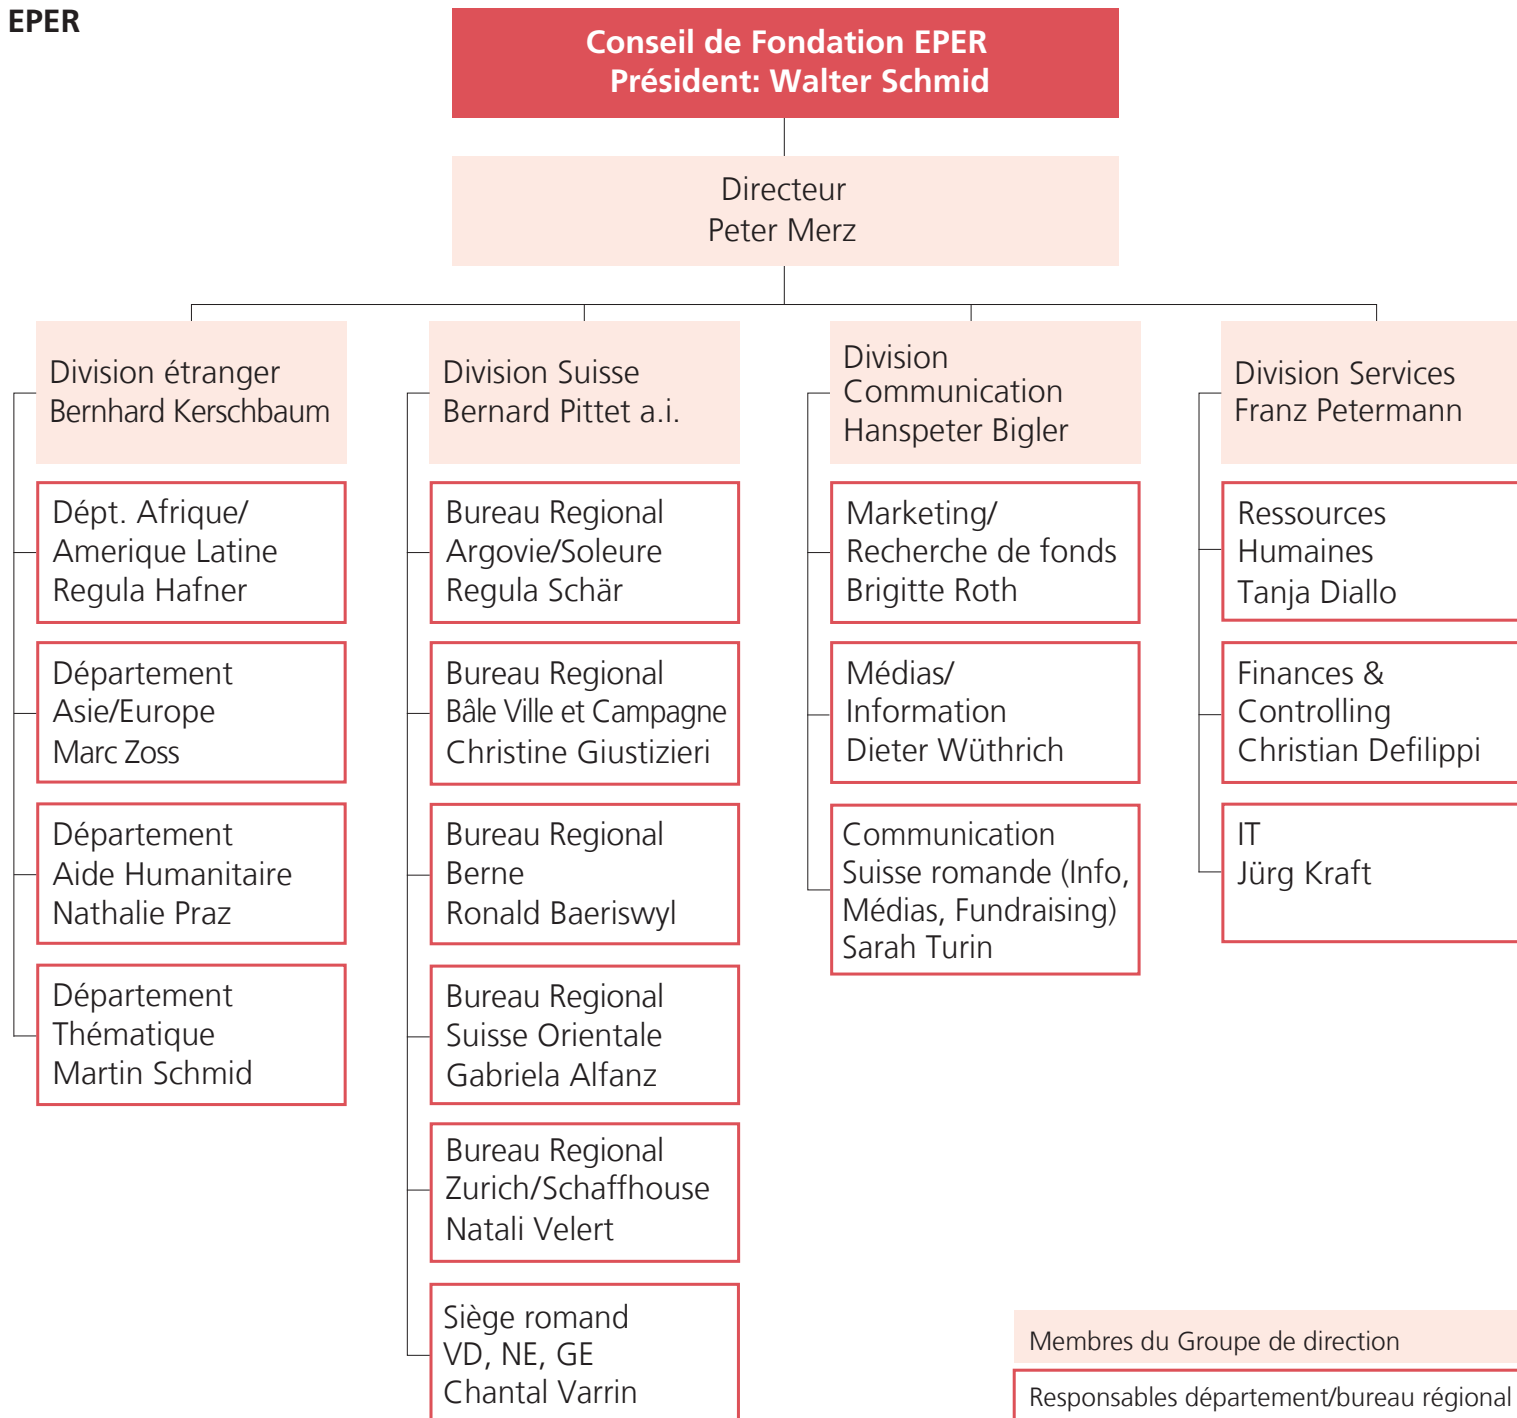 EPER
Conseil de Fondation EPER
Président: Walter Schmid
Directeur
Peter Merz
Division étranger
Bernhard Kerschbaum
Dépt. Afrique/
Amerique Latine
Regula Hafner
Département
Asie/Europe
Marc Zoss
Département
Aide Humanitaire
Nathalie Praz
Département
Thématique
Martin Schmid
Division Suisse
Bernard Pittet a.i.
Bureau Regional
Argovie/Soleure
Regula Schär
Bureau Regional
Bâle Ville et Campagne
Christine Giustizieri
Bureau Regional
Berne
Ronald Baeriswyl
Bureau Regional
Suisse Orientale
Gabriela Alfanz
Bureau Regional
Zurich/Schaffhouse
Natali Velert
Siège romand
VD, NE, GE
Chantal Varrin
Division
Communication
Hanspeter Bigler
Marketing/
Recherche de fonds
Brigitte Roth
Médias/
Information
Dieter Wüthrich
Communication
Suisse romande (Info,
Médias, Fundraising)
Sarah Turin
Division Services
Franz Petermann
Ressources
Humaines
Tanja Diallo
Finances &
Controlling
Christian Defilippi
IT
Jürg Kraft
Membres du Groupe de direction
Responsables département/bureau régional